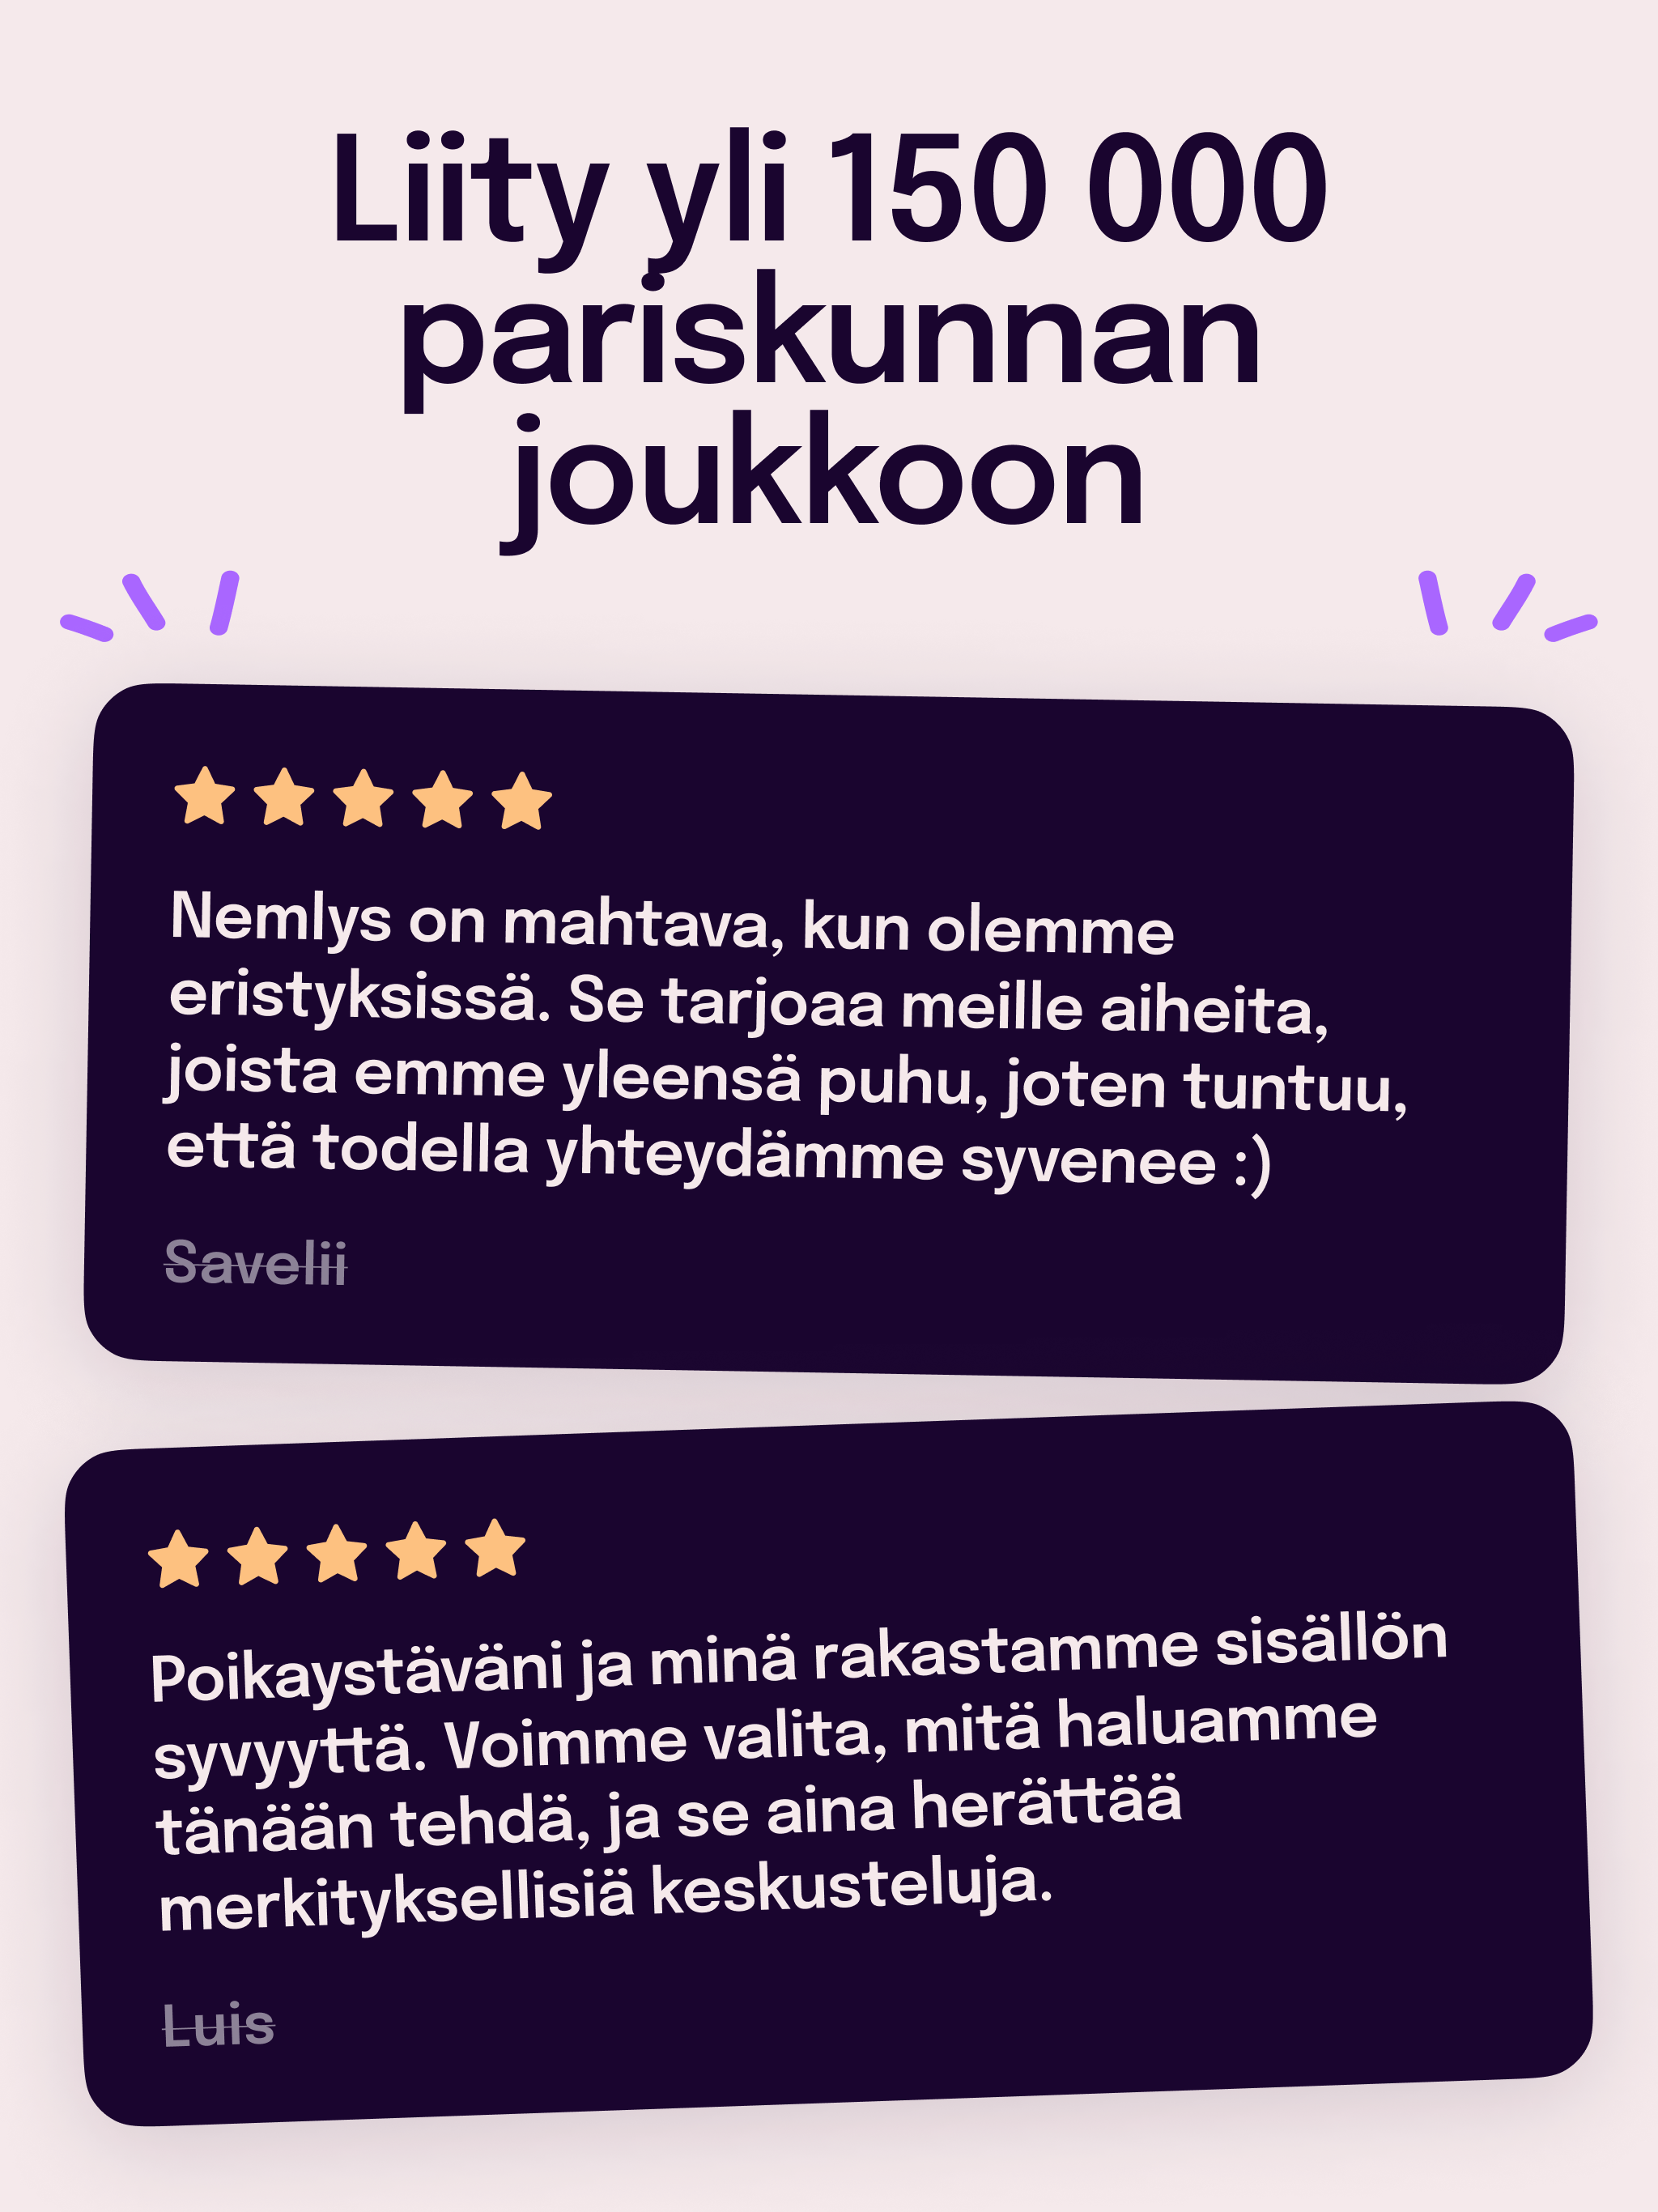 Liity yli 150 000
pariskunnan
joukkoon
Nemlys on mahtava, kun olemme
eristyksissä. Se tarjoaa meille aiheita,
joista emme yleensä puhu, joten tuntuu,
että todella yhteydämme syvenee :)
Savelii
Poikaystäväni ja minä rakastamme sisällön
syvyyttä. Voimme valita, mitä haluamme
tänään tehdä, ja se aina herättää
merkityksellisiä keskusteluja.
Luis